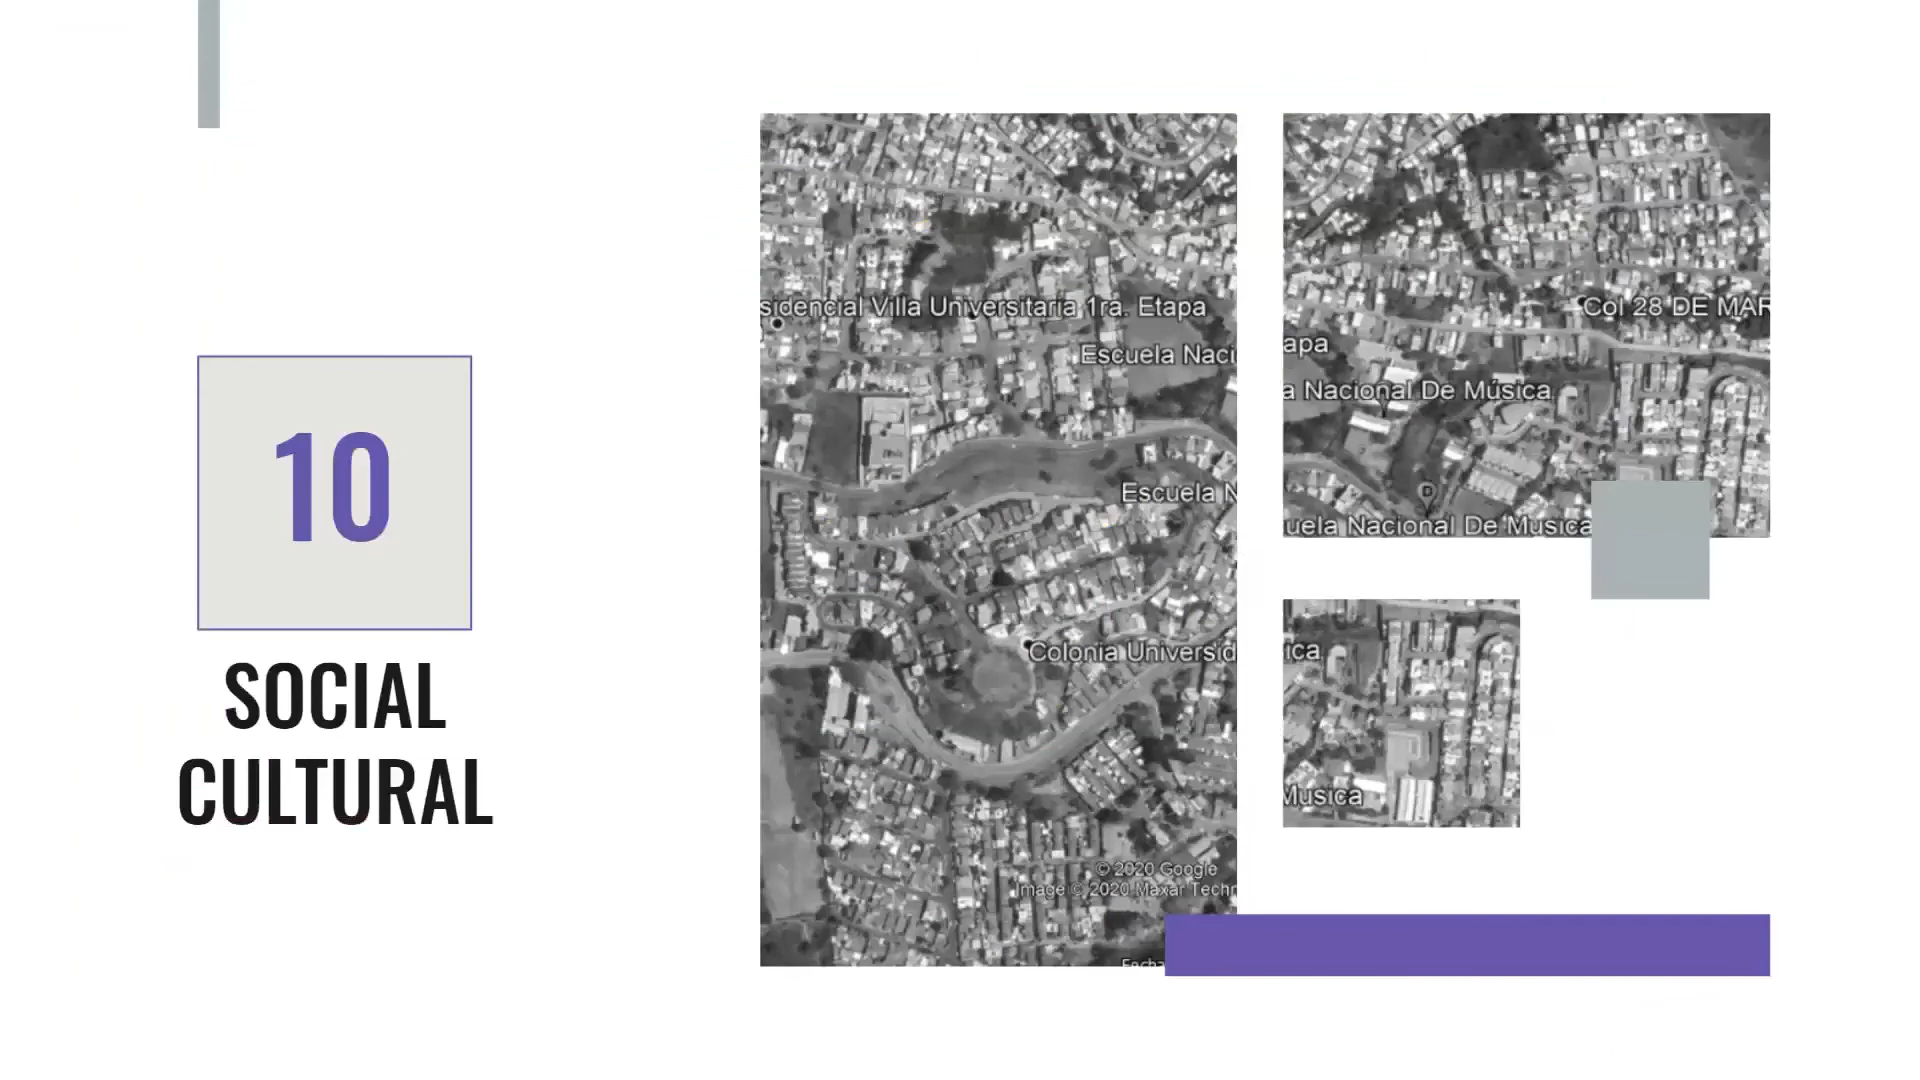 10
SOCIAL
CULTURAL
sidencial Villa Universitaria 1ra. Etapa
Escuela Naci
Escuela N
Colonia Universid
© 2020 Google
Image © 2020 Maxar Techn
Fecha
Col 28 DE MAR
apa
a Nacional De Música
uela Nacional De Musica
ica
Musica